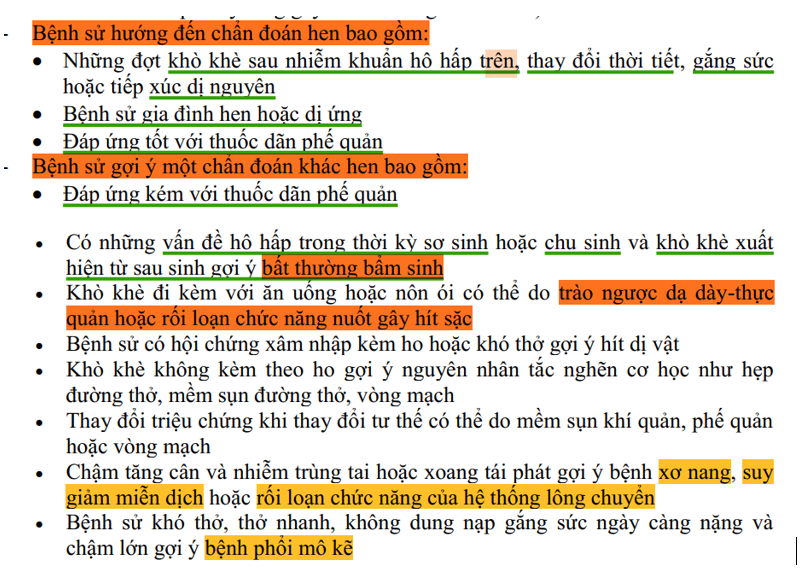 - Bệnh sử hướng đến chẩn đoán hen bao gồm:
• Những đợt khò khè sau nhiễm khuẩn hô hấp trên, thay đổi thời tiết, gắng sức
hoặc tiếp xúc dị nguyên
• Bệnh sử gia đình hen hoặc dị ứng
• Đáp ứng tốt với thuốc dãn phế quản
- Bệnh sử gợi ý một chẩn đoán khác hen bao gồm:
• Đáp ứng kém với thuốc dãn phế quản
• Có những vấn đề hô hấp trong thời kỳ sơ sinh hoặc chu sinh và khò khè xuất
hiện từ sau sinh gợi ý bất thường bẩm sinh
• Khò khè đi kèm với ăn uống hoặc nôn ói có thể do trào ngược dạ dày-thực
quản hoặc rối loạn chức năng nuốt gây hít sặc
• Bệnh sử có hội chứng xâm nhập kèm ho hoặc khó thở gợi ý hít dị vật
• Khò khè không kèm theo ho gợi ý nguyên nhân tắc nghẽn cơ học như hẹp
đường thở, mềm sụn đường thở, vòng mạch
• Thay đổi triệu chứng khi thay đổi tư thế có thể do mềm sụn khí quản, phế quản
hoặc vòng mạch
• Chậm tăng cân và nhiễm trùng tai hoặc xoang tái phát gợi ý bệnh xơ nang, suy
giảm miễn dịch hoặc rối loạn chức năng của hệ thống lông chuyển
• Bệnh sử khó thở, thở nhanh, không dung nạp gắng sức ngày càng nặng và
chậm lớn gợi ý bệnh phổi mô kẽ